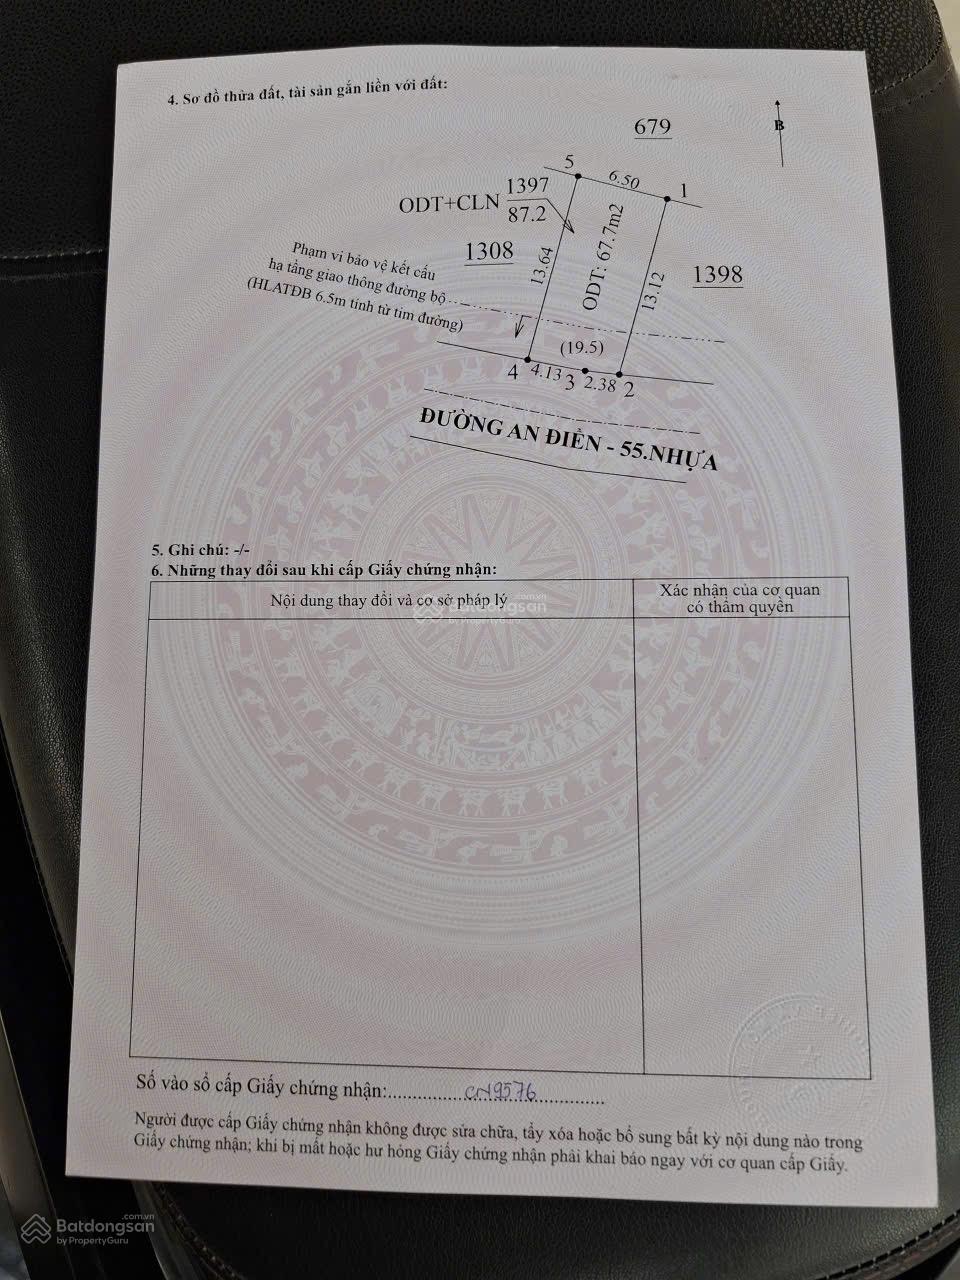 4. Sơ đồ thửa đất, tài sản gắn liền với đất:
679
B
5
6.50
1
ODT+CLN 1397
87.2
1308
13.64
ODT: 67.7m2
13.12
1398
Phạm vi bảo vệ kết cấu
hạ tầng giao thông đường bộ
(HLATĐB 6.5m tính từ tim đường)
(19.5)
4
4.13
3
2.38
2
ĐƯỜNG AN ĐIỀN - 55.NHỰA
5. Ghi chú: -/-
6. Những thay đổi sau khi cấp Giấy chứng nhận:
Nội dung thay đổi và cơ sở pháp lý
Xác nhận của cơ quan
có thẩm quyền
Batdongsan
.com.vn
by PropertyGuru
Số vào sổ cấp Giấy chứng nhận:..............CN9576..............
Người được cấp Giấy chứng nhận không được sửa chữa, tẩy xóa hoặc bổ sung bất kỳ nội dung nào trong
Giấy chứng nhận; khi bị mất hoặc hư hỏng Giấy chứng nhận phải khai báo ngay với cơ quan cấp Giấy.
Batdongsan
.com.vn
by PropertyGuru